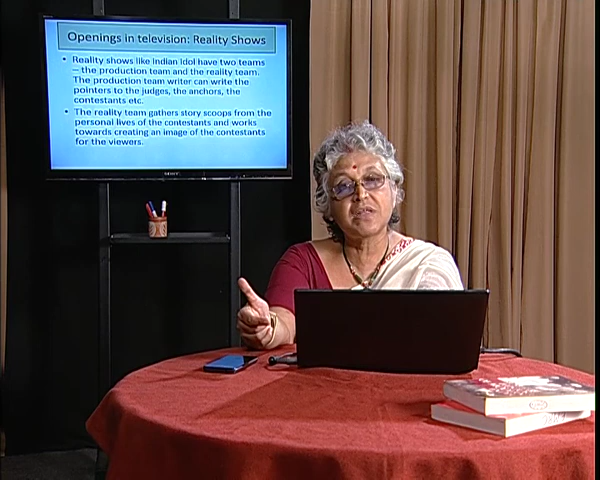 Openings in television: Reality Shows
• Reality shows like Indian Idol have two teams
– the production team and the reality team.
The production team writer can write the
pointers to the judges, the anchors, the
contestants etc.
• The reality team gathers story scoops from the
personal lives of the contestants and works
towards creating an image of the contestants
for the viewers.
SONY